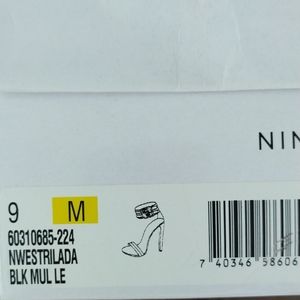 NIN
9 M
60310685-224
NWESTRILADA
BLK MUL LE
7 40346 58606